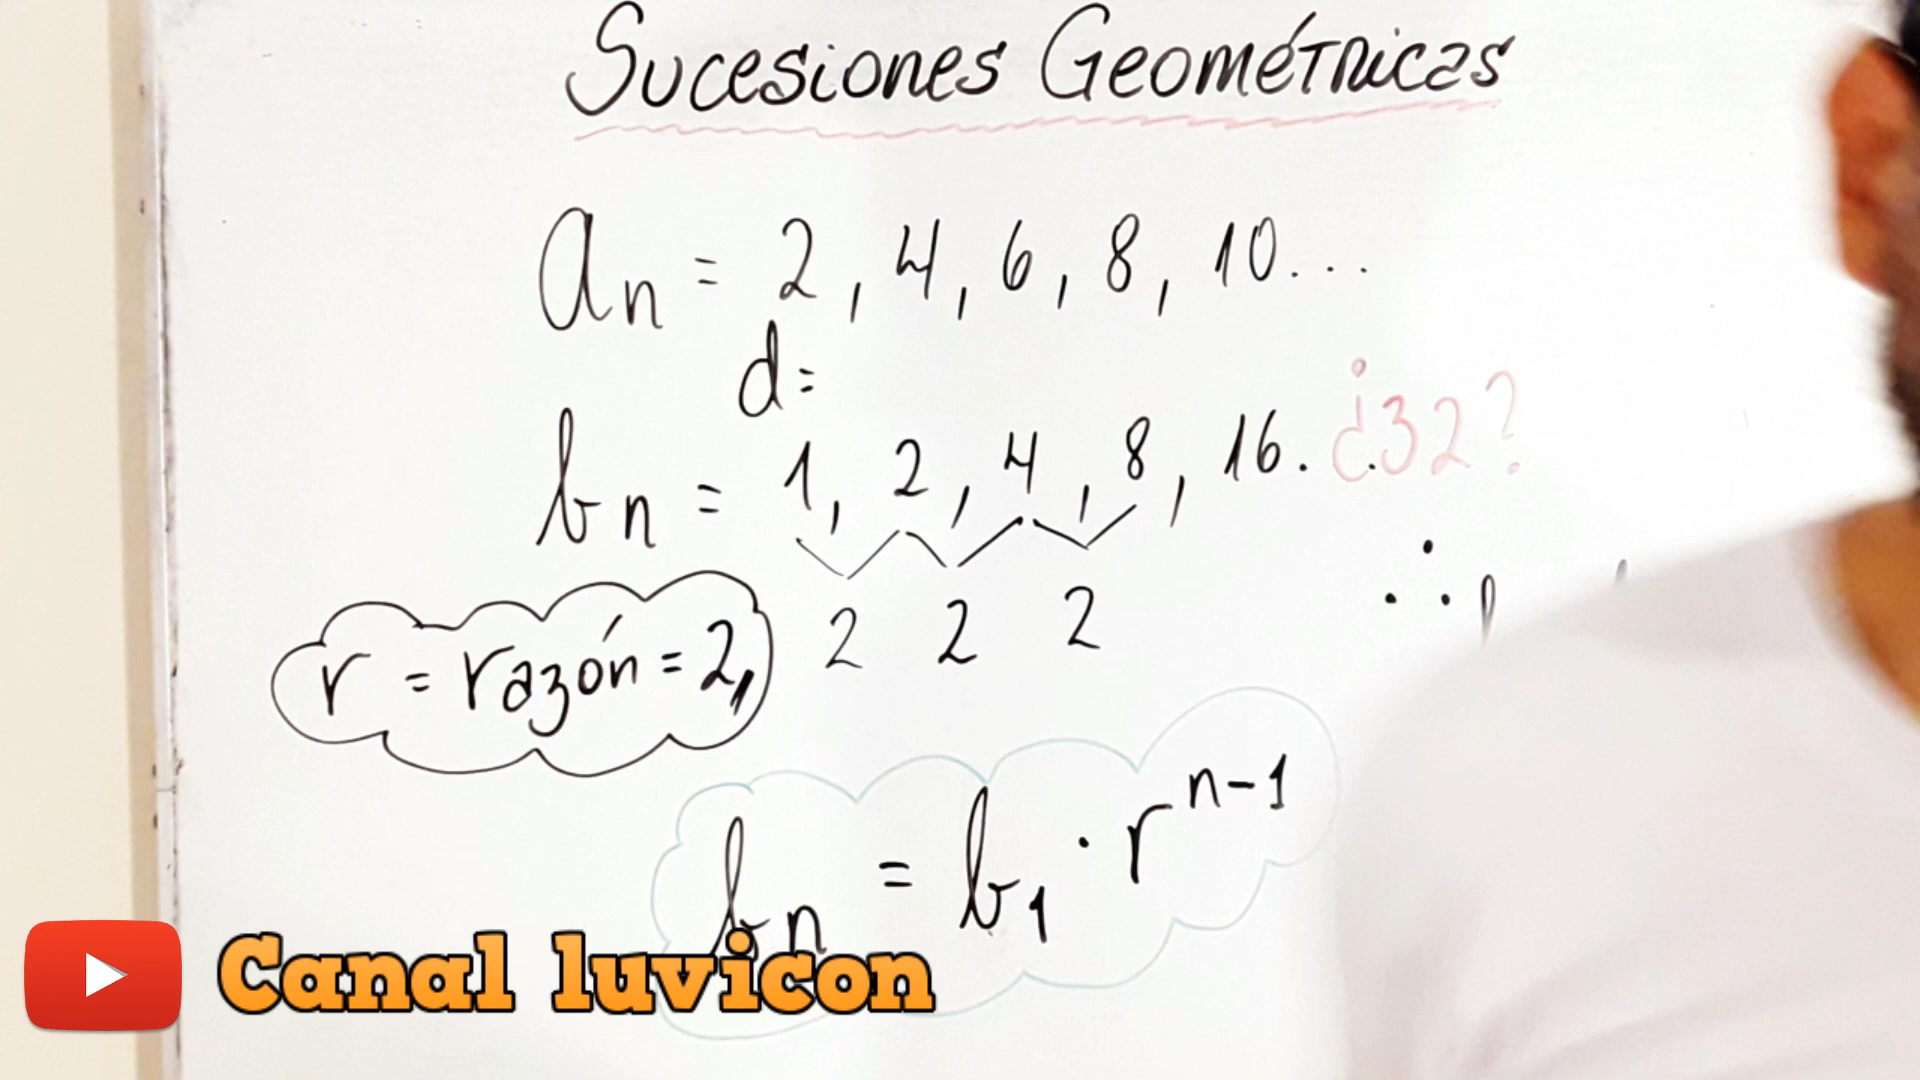 Sucesiones Geométricas
an = 2, 4, 6, 8, 10...
d=
bn = 1, 2, 4, 8, 16. ¿32?
2 2 2
r = razón = 2,
∴
bn = b1 · r^n-1
Canal luvicon